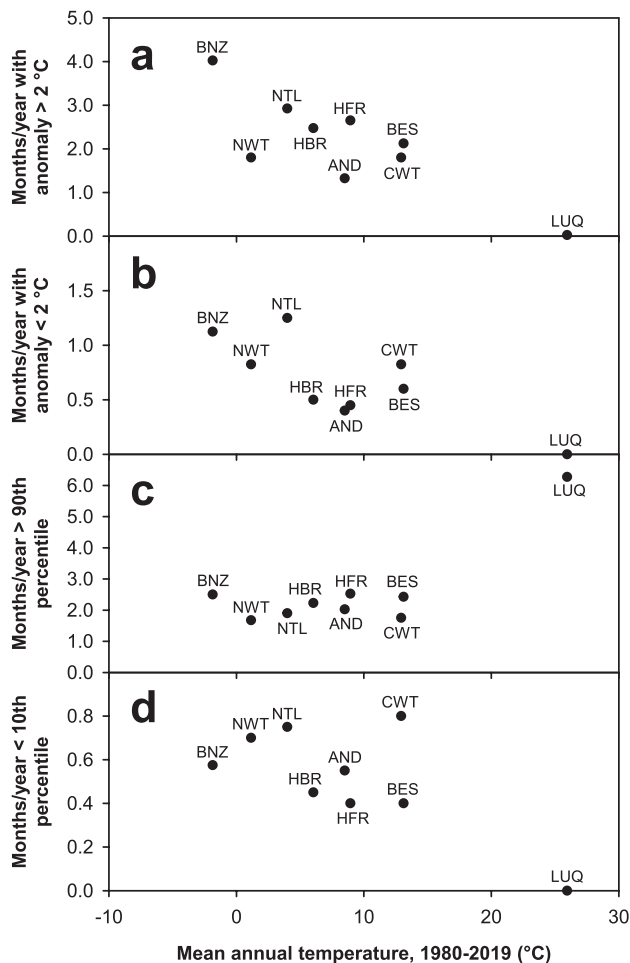 5.0
4.0
3.0
2.0
1.0
0.0
Months/year with
anomaly > 2 °C
a
BNZ
NTL
HFR
NWT
HBR
BES
AND
CWT
LUQ
1.5
1.0
0.5
0.0
Months/year with
anomaly < 2 °C
b
BNZ
NTL
NWT
CWT
HBR
HFR
AND
BES
LUQ
6.0
5.0
4.0
3.0
2.0
1.0
0.0
Months/year > 90th
percentile
c
LUQ
BNZ
HBR
HFR
BES
NWT
NTL
AND
CWT
0.8
0.6
0.4
0.2
0.0
Months/year < 10th
percentile
d
CWT
NTL
NWT
BNZ
AND
HBR
BES
HFR
LUQ
-10
0
10
20
30
Mean annual temperature, 1980-2019 (°C)